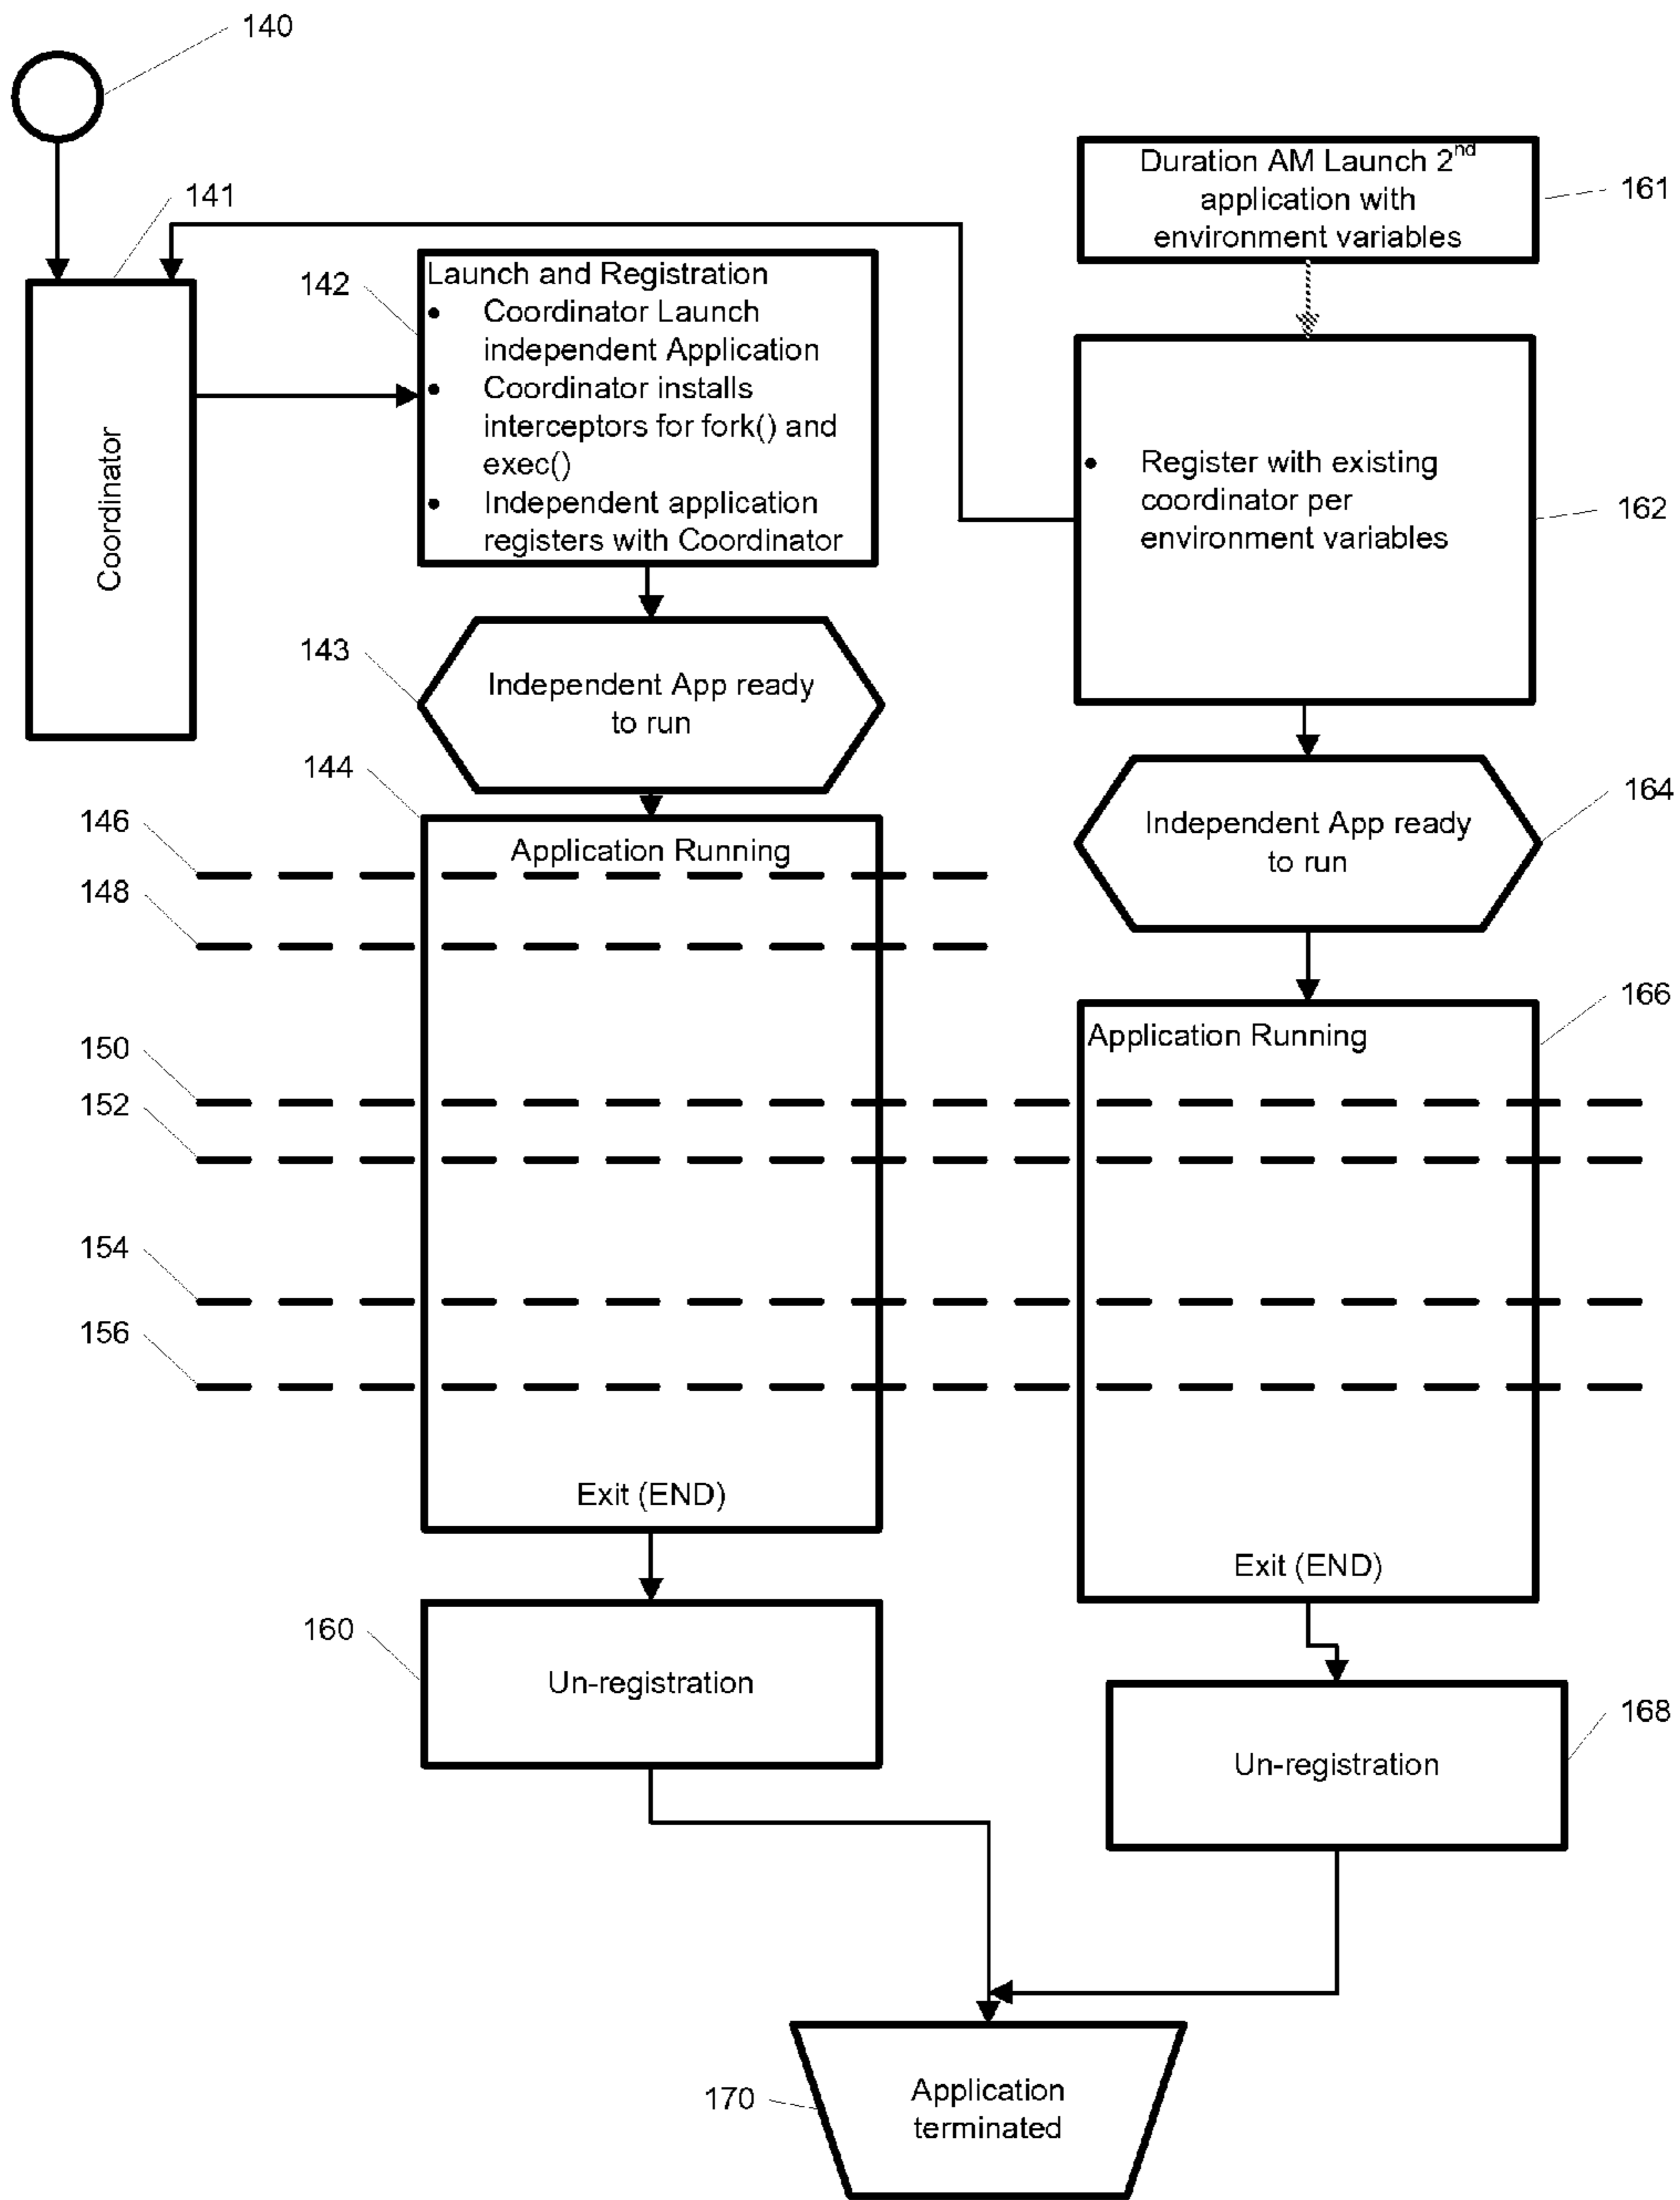 140
141
Coordinator
142
Launch and Registration
• Coordinator Launch
independent Application
• Coordinator installs
interceptors for fork() and
exec()
• Independent application
registers with Coordinator
143
Independent App ready
to run
144
Application Running
146
148
150
152
154
156
Exit (END)
160
Un-registration
Duration AM Launch 2nd
application with
environment variables
161
• Register with existing
coordinator per
environment variables
162
Independent App ready
to run
164
Application Running
166
Exit (END)
Un-registration
168
170
Application
terminated